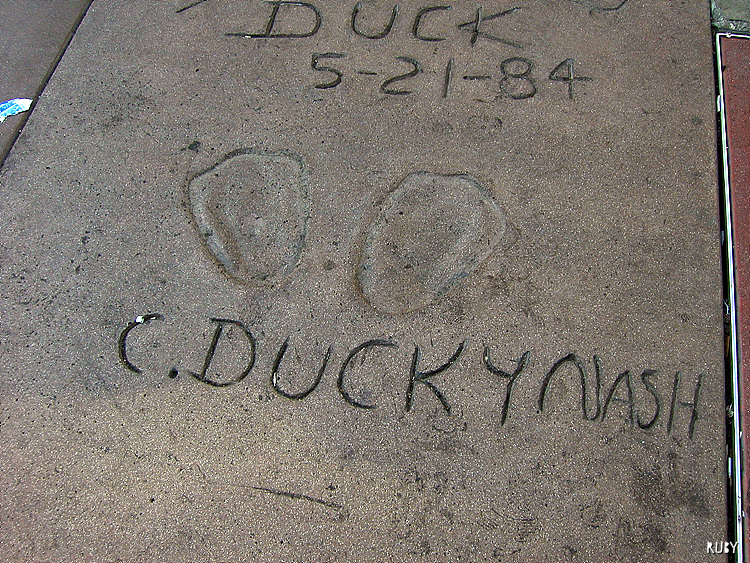 DUCK
5-21-84
C. DUCKY NASH
RUBY